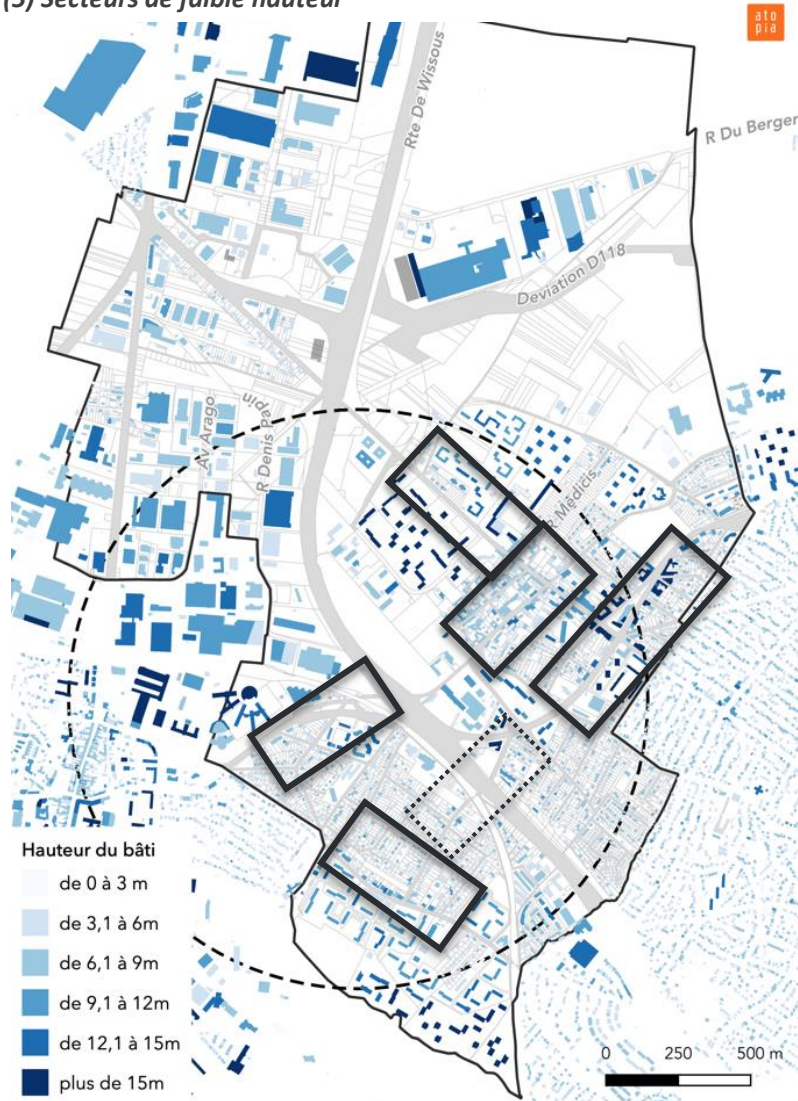 (3) Secteurs de faible hauteur
ato
pia
Rte De Wissous
R Du Berger
Deviation D118
Av Arago
R Denis Papin
R Médicis
Hauteur du bâti
de 0 à 3 m
de 3,1 à 6m
de 6,1 à 9m
de 9,1 à 12m
de 12,1 à 15m
plus de 15m
0 250 500 m